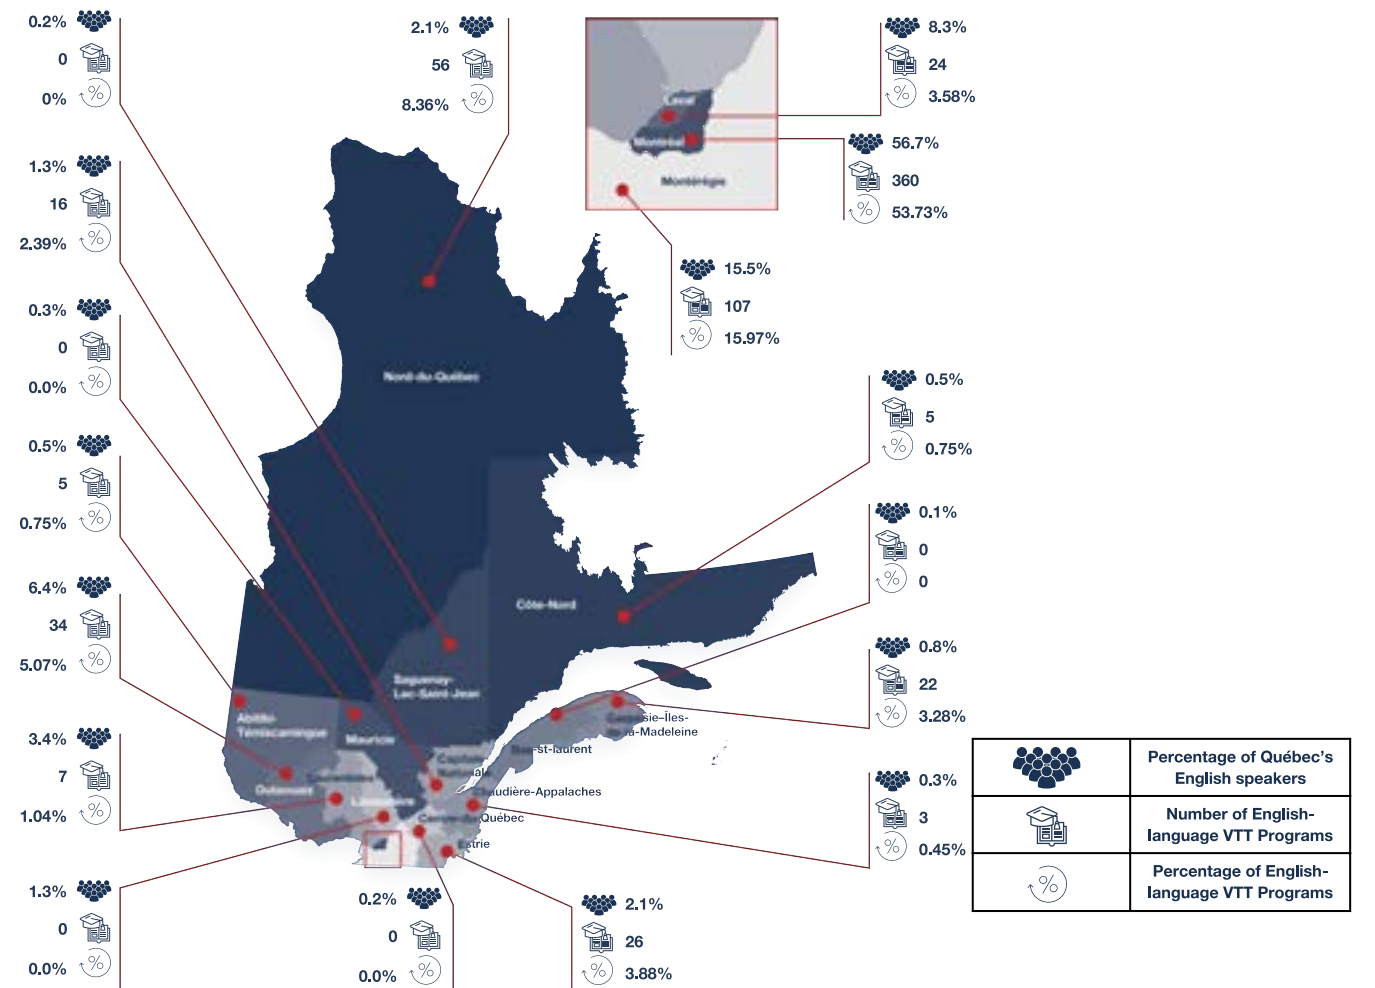 0.2%
0
0%
2.1%
56
8.36%
8.3%
24
3.58%
Laval
Montréal
Montérégie
56.7%
360
53.73%
1.3%
16
2.39%
15.5%
107
15.97%
0.3%
0
0.0%
Nord-du-Québec
0.5%
5
0.75%
0.5%
5
0.75%
0.1%
0
0
6.4%
34
5.07%
Côte-Nord
Saguenay-
Lac-Saint-Jean
0.8%
22
3.28%
Abitibi-
Témiscamingue
Mauricie
Gaspésie–Îles-
de-la-Madeleine
Bas-st-laurent
Capitale
Nationale
Outaouais
Laurentides
Lanaudière
Chaudière-Appalaches
Centre-du-Québec
Estrie
3.4%
7
1.04%
0.3%
3
0.45%
Percentage of Québec’s
English speakers
Number of English-
language VTT Programs
Percentage of English-
language VTT Programs
1.3%
0
0.0%
0.2%
0
0.0%
2.1%
26
3.88%